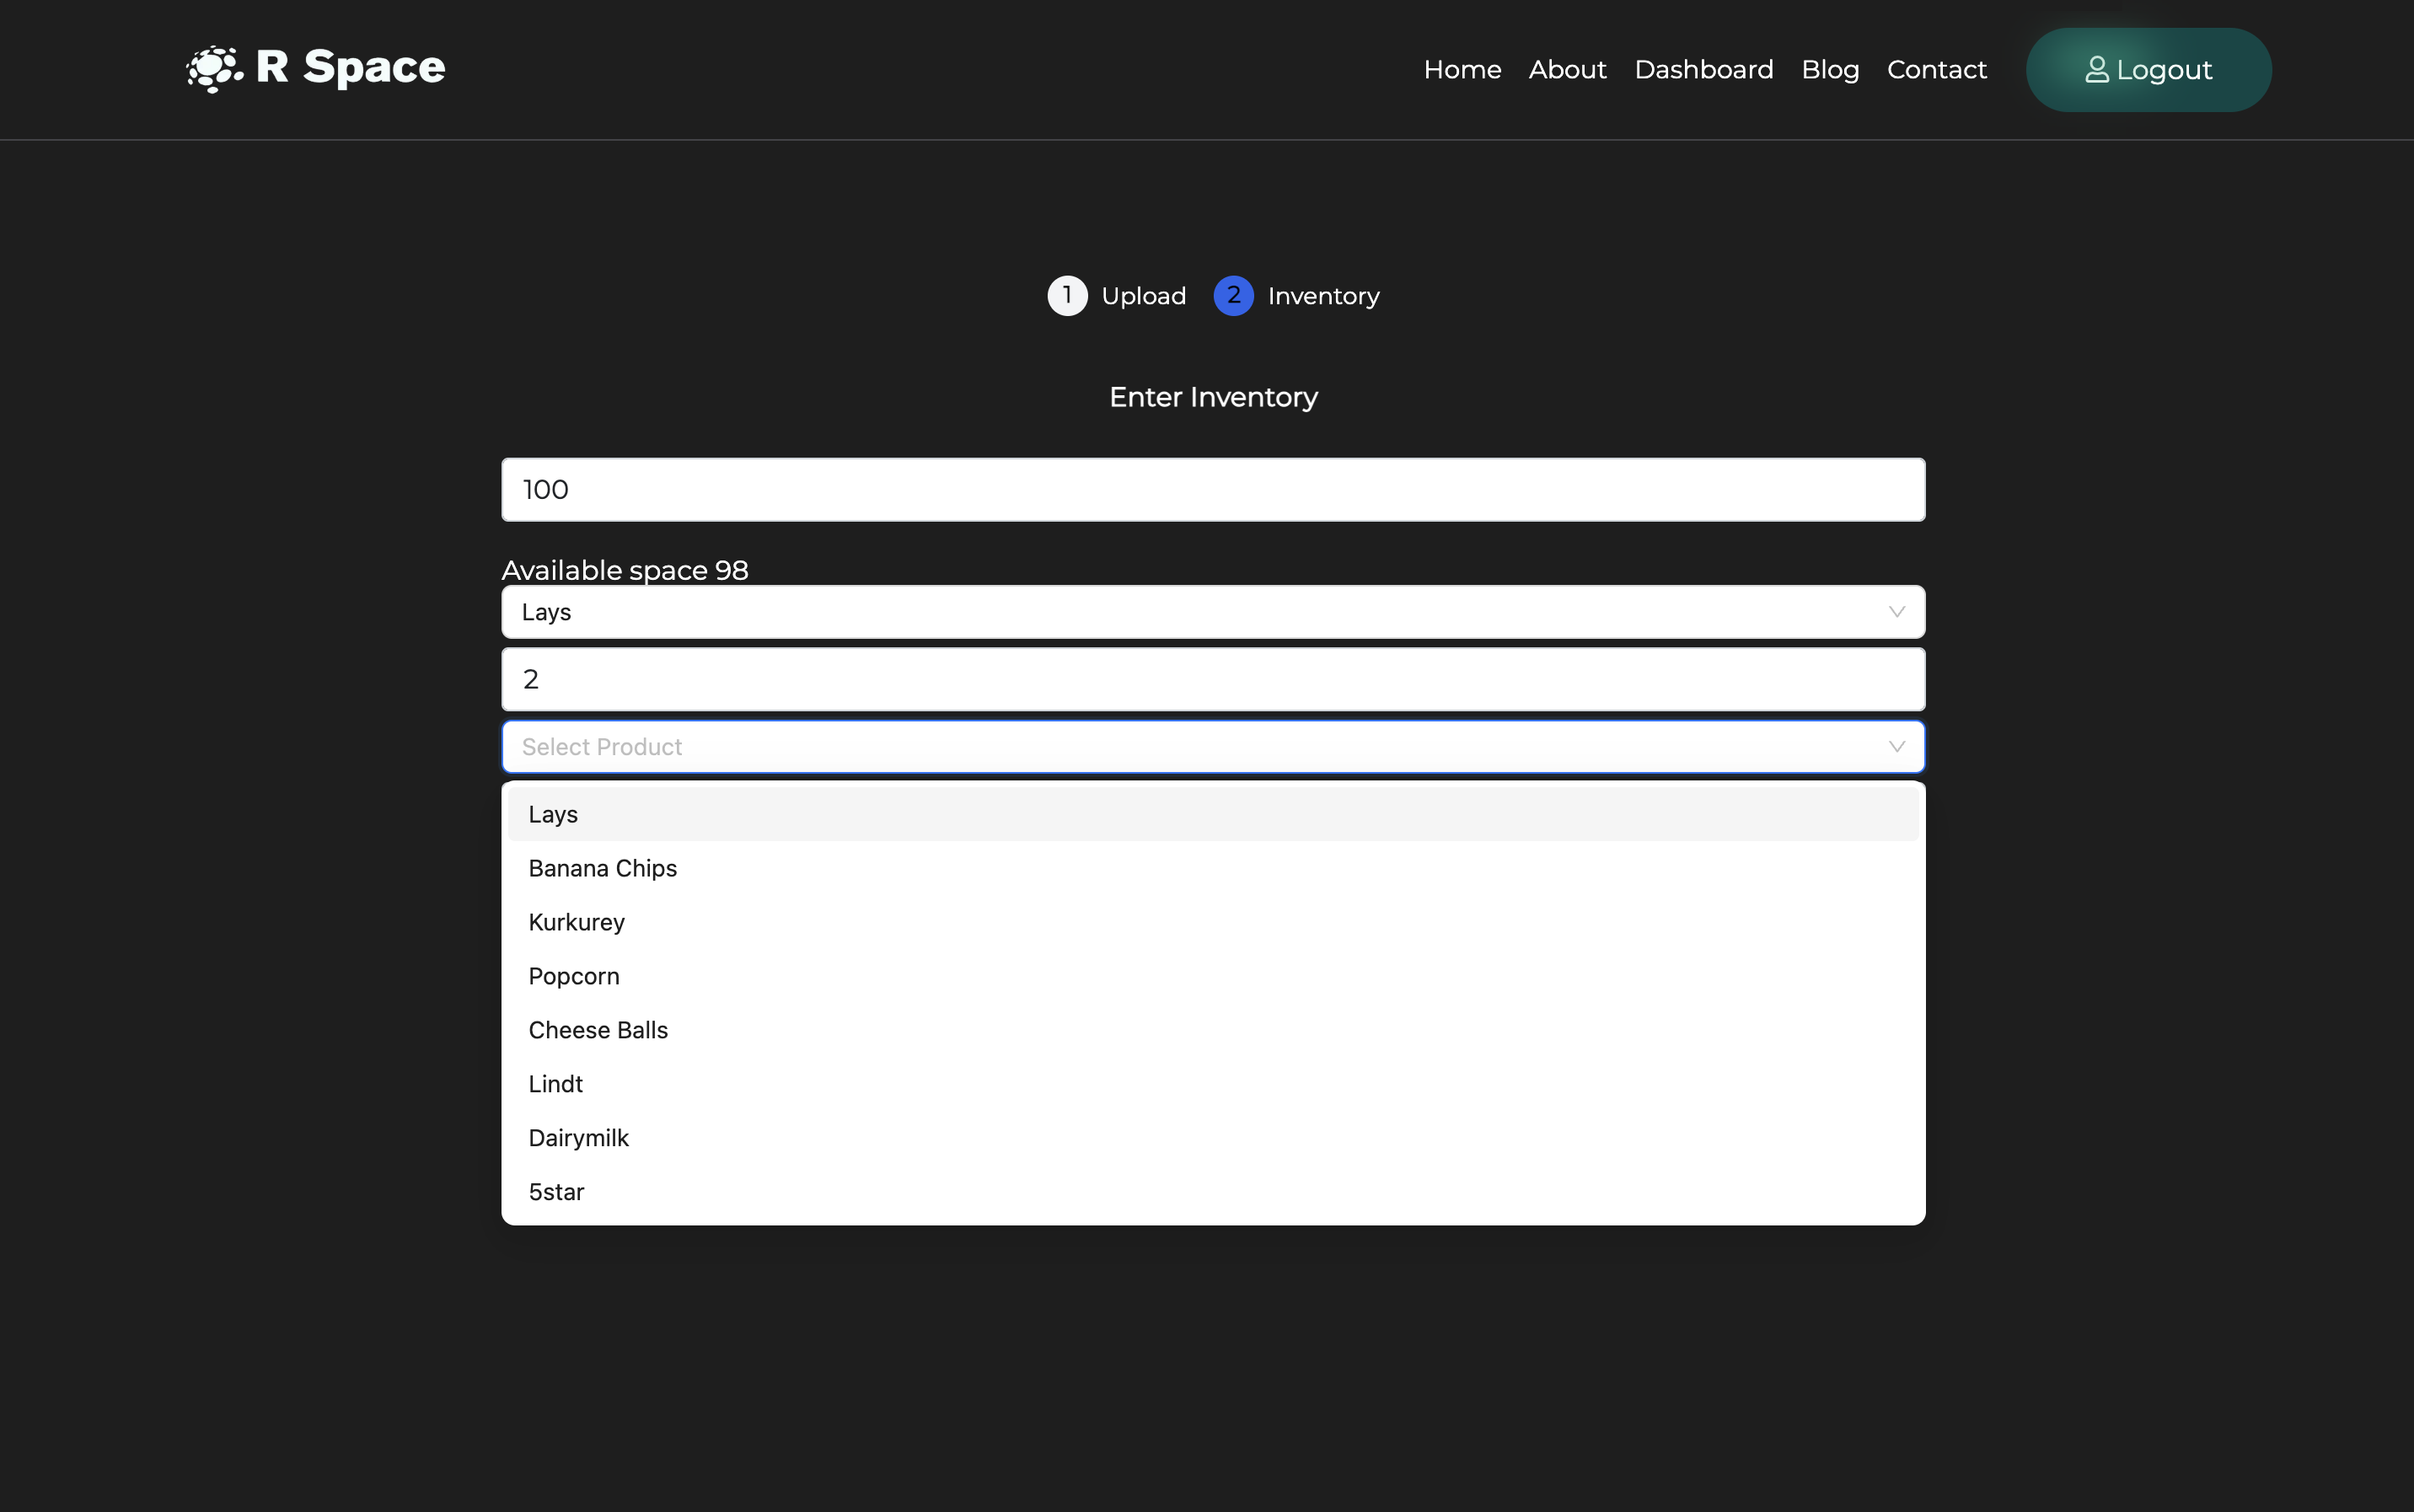 R Space
Home About Dashboard Blog Contact Logout
1 Upload 2 Inventory
Enter Inventory
100
Available space 98
Lays
2
Select Product
Lays
Banana Chips
Kurkurey
Popcorn
Cheese Balls
Lindt
Dairymilk
5star